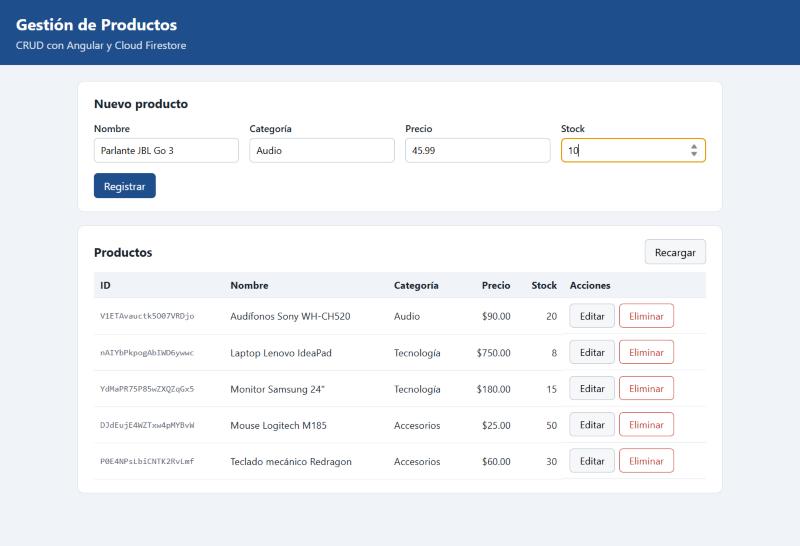 Gestión de Productos
CRUD con Angular y Cloud Firestore
Nuevo producto
Nombre Categoría Precio Stock
Parlante JBL Go 3 Audio 45.99 10
Registrar
Productos Recargar
ID Nombre Categoría Precio Stock Acciones
V1ETAvauctk5O07VRDjo Audífonos Sony WH-CH520 Audio $90.00 20 Editar Eliminar
nAIYbPkpogAbIWD6ywwc Laptop Lenovo IdeaPad Tecnología $750.00 8 Editar Eliminar
YdMaPR75P85wZXQZqGx5 Monitor Samsung 24" Tecnología $180.00 15 Editar Eliminar
DJdEujE4WZTxw4pMYBvW Mouse Logitech M185 Accesorios $25.00 50 Editar Eliminar
P0E4NPsLbiCNTK2RvLmf Teclado mecánico Redragon Accesorios $60.00 30 Editar Eliminar